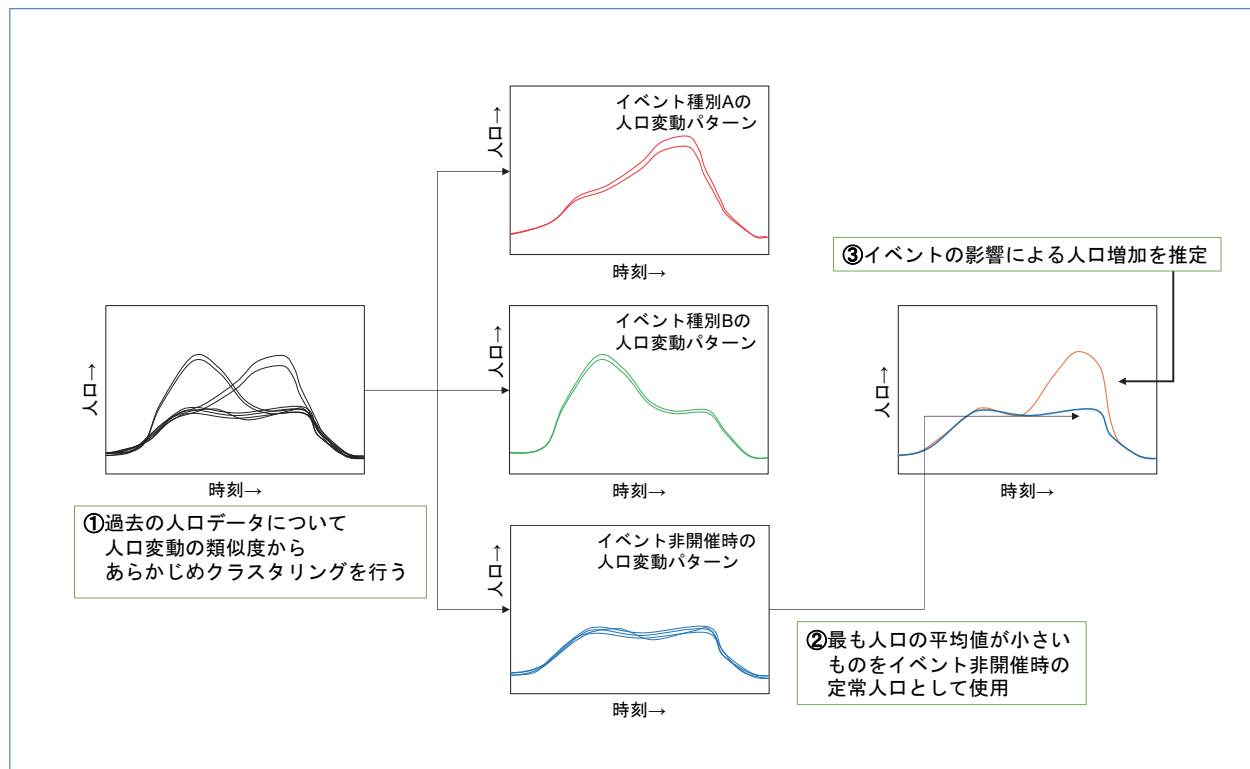 イベント種別Aの
人口変動パターン
人口→
時刻→
③イベントの影響による人口増加を推定
人口→
時刻→
①過去の人口データについて
人口変動の類似度から
あらかじめクラスタリングを行う
イベント種別Bの
人口変動パターン
人口→
時刻→
人口→
時刻→
イベント非開催時の
人口変動パターン
人口→
時刻→
②最も人口の平均値が小さい
ものをイベント非開催時の
定常人口として使用